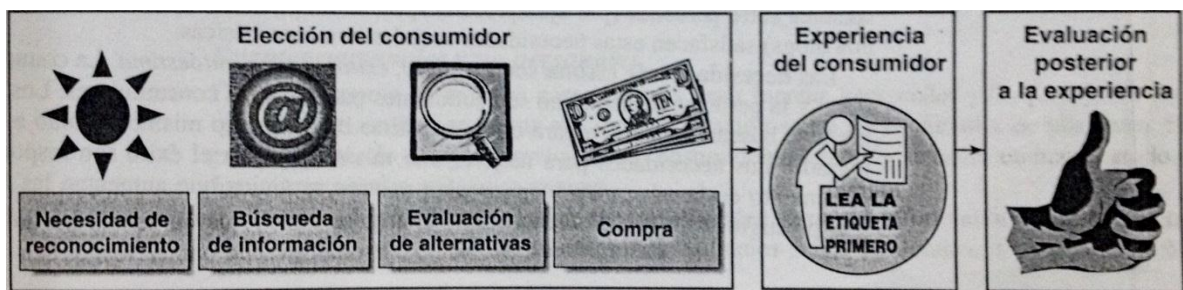 Elección del consumidor
Necesidad de
reconocimiento
Búsqueda
de información
Evaluación
de alternativas
Compra
TEN
Experiencia
del consumidor
LEA LA
ETIQUETA
PRIMERO
Evaluación
posterior
a la experiencia